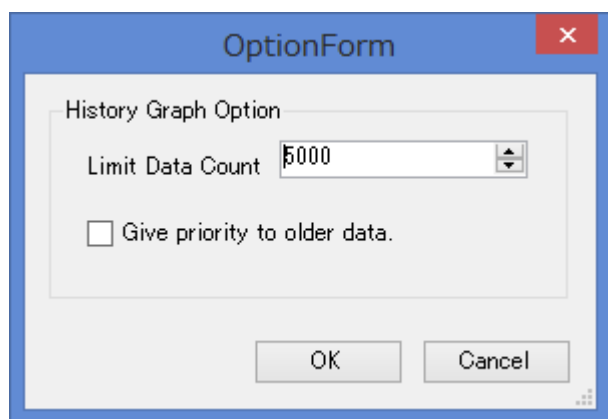 OptionForm
History Graph Option
Limit Data Count 5000
Give priority to older data.
OK Cancel